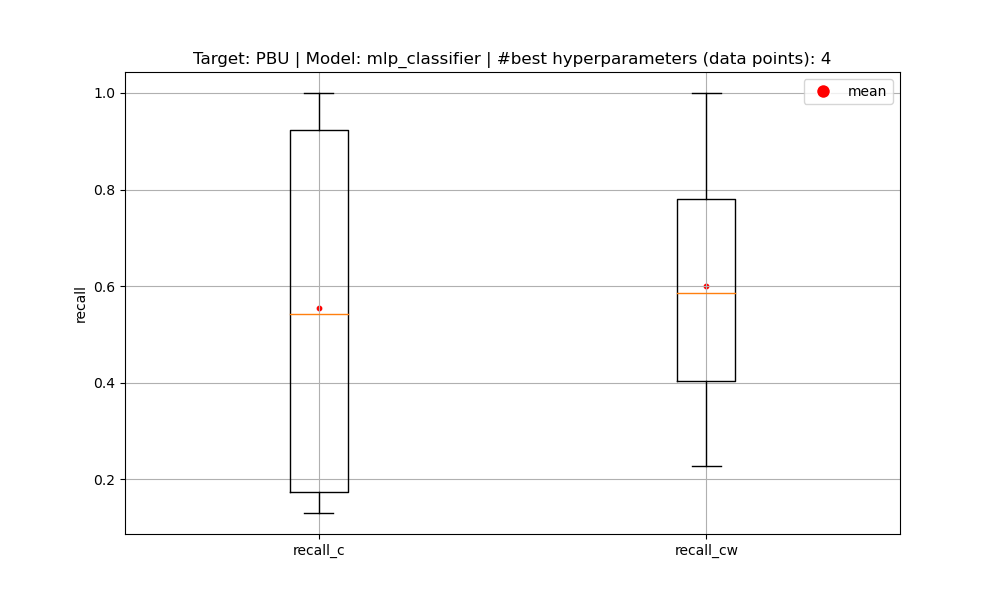 Target: PBU | Model: mlp_classifier | #best hyperparameters (data points): 4
mean
1.0
0.8
0.6
0.4
0.2
recall
recall_c
recall_cw